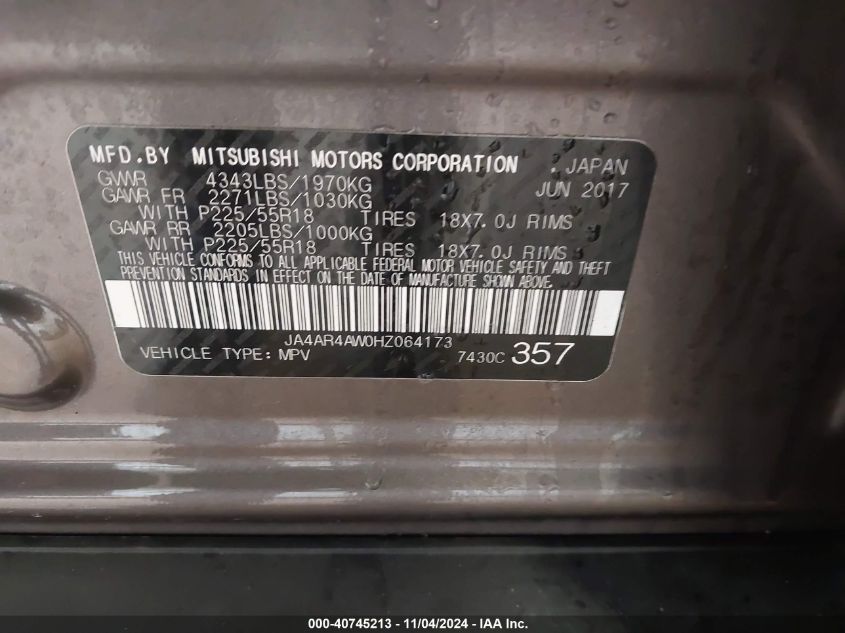 MFD.BY MITSUBISHI MOTORS CORPORATION JAPAN
GVWR 4343LBS/1970KG JUN 2017
GAWR FR 2271LBS/1030KG
WITH P225/55R18 TIRES 18X7.0J RIMS
GAWR RR 2205LBS/1000KG
WITH P225/55R18 TIRES 18X7.0J RIMS
THIS VEHICLE CONFORMS TO ALL APPLICABLE FEDERAL MOTOR VEHICLE SAFETY AND THEFT
PREVENTION STANDARDS IN EFFECT ON THE DATE OF MANUFACTURE SHOWN ABOVE.
JA4AR4AW0HZ064173
VEHICLE TYPE: MPV 7430C 357
000-40745213 - 11/04/2024 - IAA Inc.